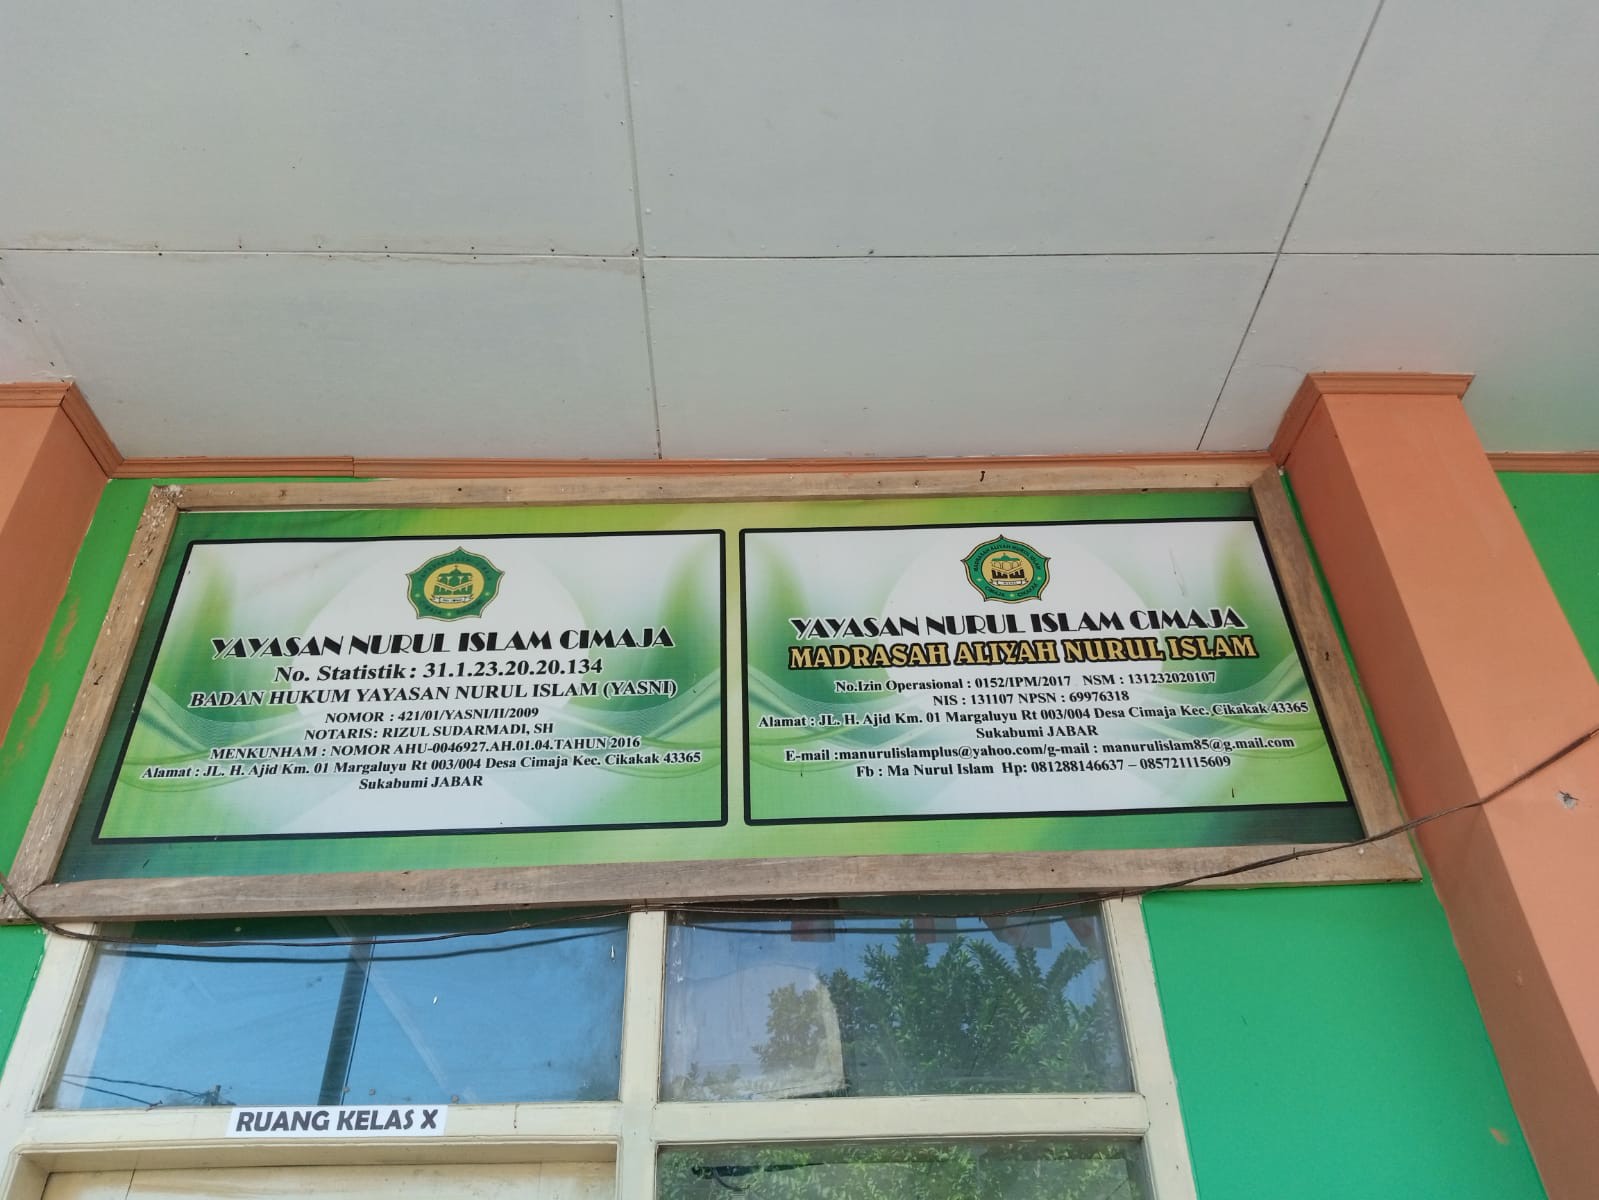 YAYASAN NURUL ISLAM CIMAJA
No. Statistik : 31.1.23.20.20.134
BADAN HUKUM YAYASAN NURUL ISLAM (YASNI)
NOMOR : 421/01/YASNI/II/2009
NOTARIS: RIZUL SUDARMADI, SH
MENKUNHAM : NOMOR AHU-0046927.AH.01.04.TAHUN 2016
Alamat : JL. H. Ajid Km. 01 Margaluyu Rt 003/004 Desa Cimaja Kec. Cikakak 43365
Sukabumi JABAR
MADRASAH ALIYAH NURUL ISLAM
YAYASAN NURUL ISLAM CIMAJA
MADRASAH ALIYAH NURUL ISLAM
No.Izin Operasional : 0152/IPM/2017 NSM : 131232020107
NIS : 131107 NPSN : 69976318
Alamat : JL. H. Ajid Km. 01 Margaluyu Rt 003/004 Desa Cimaja Kec. Cikakak 43365
Sukabumi JABAR
E-mail :manurulislamplus@yahoo.com/g-mail : manurulislam85@g.mail.com
Fb : Ma Nurul Islam Hp: 081288146637 – 085721115609
RUANG KELAS X